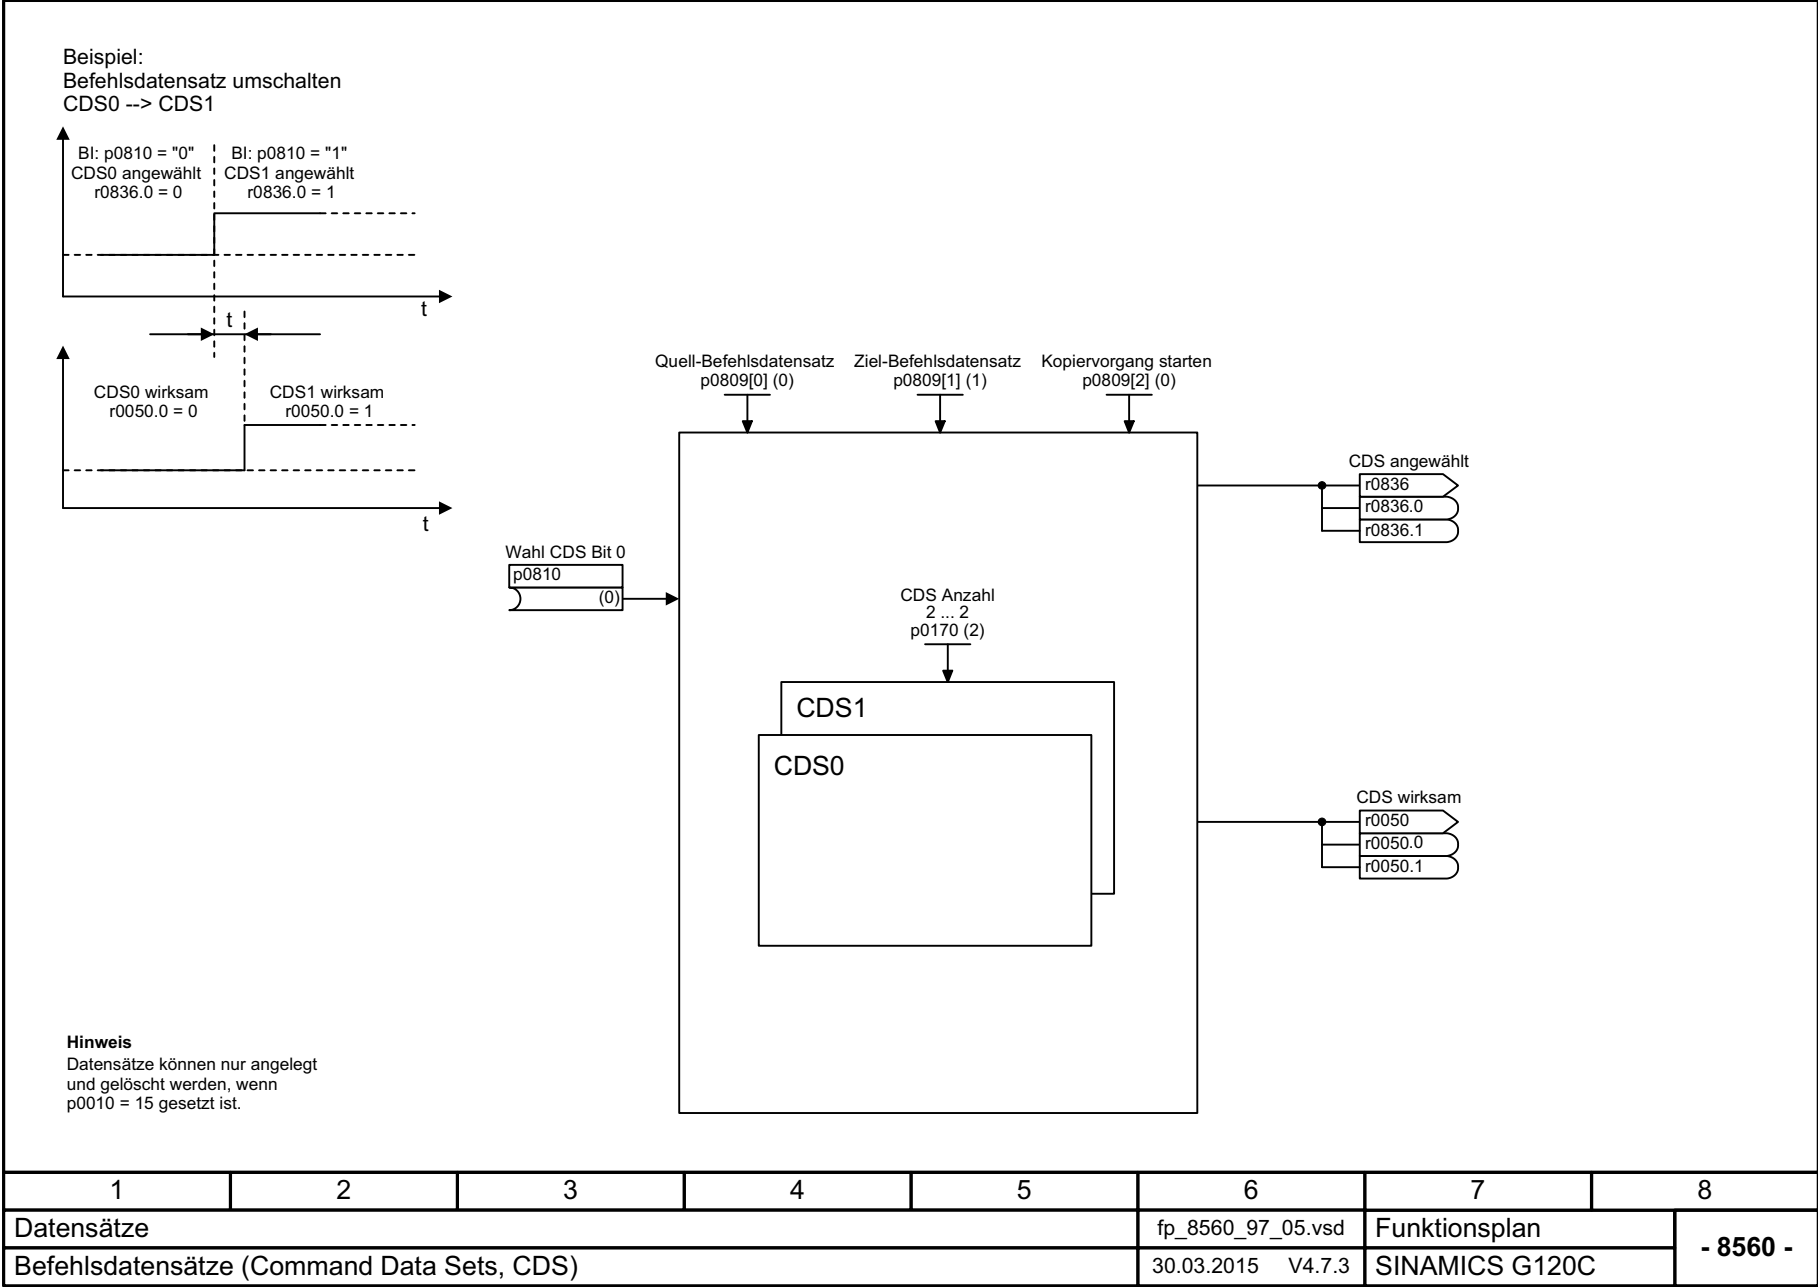 Beispiel:
Befehlsdatensatz umschalten
CDS0 --> CDS1
BI: p0810 = "0"
CDS0 angewählt
r0836.0 = 0
BI: p0810 = "1"
CDS1 angewählt
r0836.0 = 1
t
t
CDS0 wirksam
r0050.0 = 0
CDS1 wirksam
r0050.0 = 1
t
Quell-Befehlsdatensatz
p0809[0] (0)
Ziel-Befehlsdatensatz
p0809[1] (1)
Kopiervorgang starten
p0809[2] (0)
CDS angewählt
r0836
r0836.0
r0836.1
Wahl CDS Bit 0
p0810
(0)
CDS Anzahl
2 ... 2
p0170 (2)
CDS1
CDS0
CDS wirksam
r0050
r0050.0
r0050.1
Hinweis
Datensätze können nur angelegt
und gelöscht werden, wenn
p0010 = 15 gesetzt ist.
1 2 3 4 5 6 7 8
Datensätze
fp_8560_97_05.vsd
Funktionsplan
- 8560 -
Befehlsdatensätze (Command Data Sets, CDS)
30.03.2015 V4.7.3
SINAMICS G120C